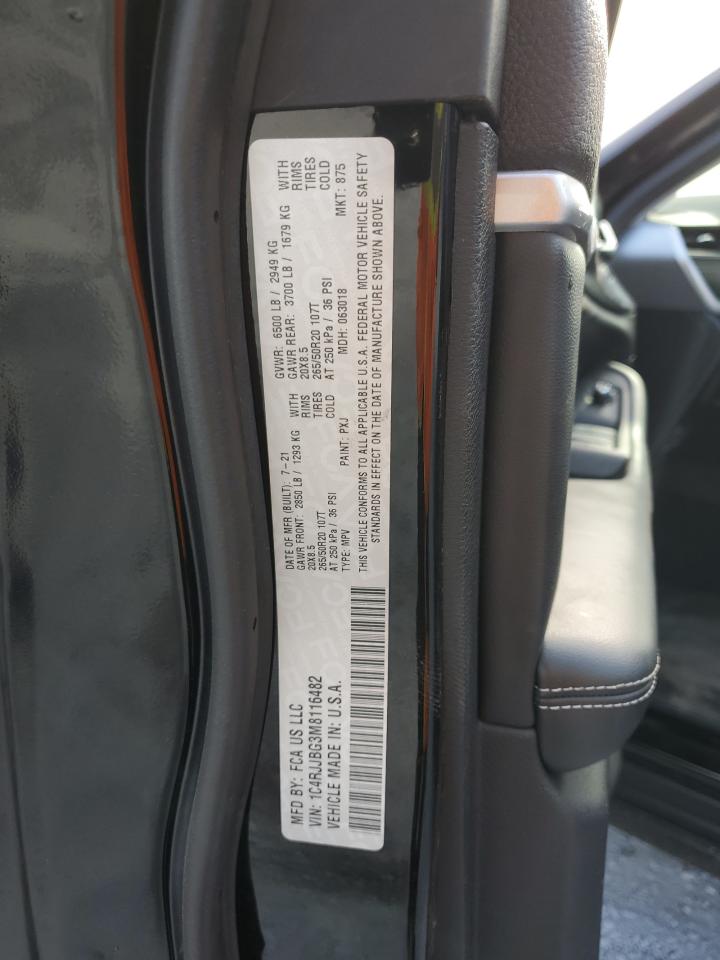 MFD BY: FCA US LLC
VIN: 1C4RJJBG3M8116482
VEHICLE MADE IN: U.S.A.
DATE OF MFR (BUILT): 7-21 GVWR: 6500 LB / 2949 KG
GAWR FRONT: 2850 LB / 1293 KG WITH GAWR REAR: 3700 LB / 1679 KG WITH
20X8.5 RIMS 20X8.5 RIMS
265/50R20 107T TIRES 265/50R20 107T TIRES
AT 250 kPa / 36 PSI COLD AT 250 kPa / 36 PSI COLD
TYPE: MPV PAINT: PXJ MDH: 063018 MKT: 875
THIS VEHICLE CONFORMS TO ALL APPLICABLE U.S.A. FEDERAL MOTOR VEHICLE SAFETY
STANDARDS IN EFFECT ON THE DATE OF MANUFACTURE SHOWN ABOVE.